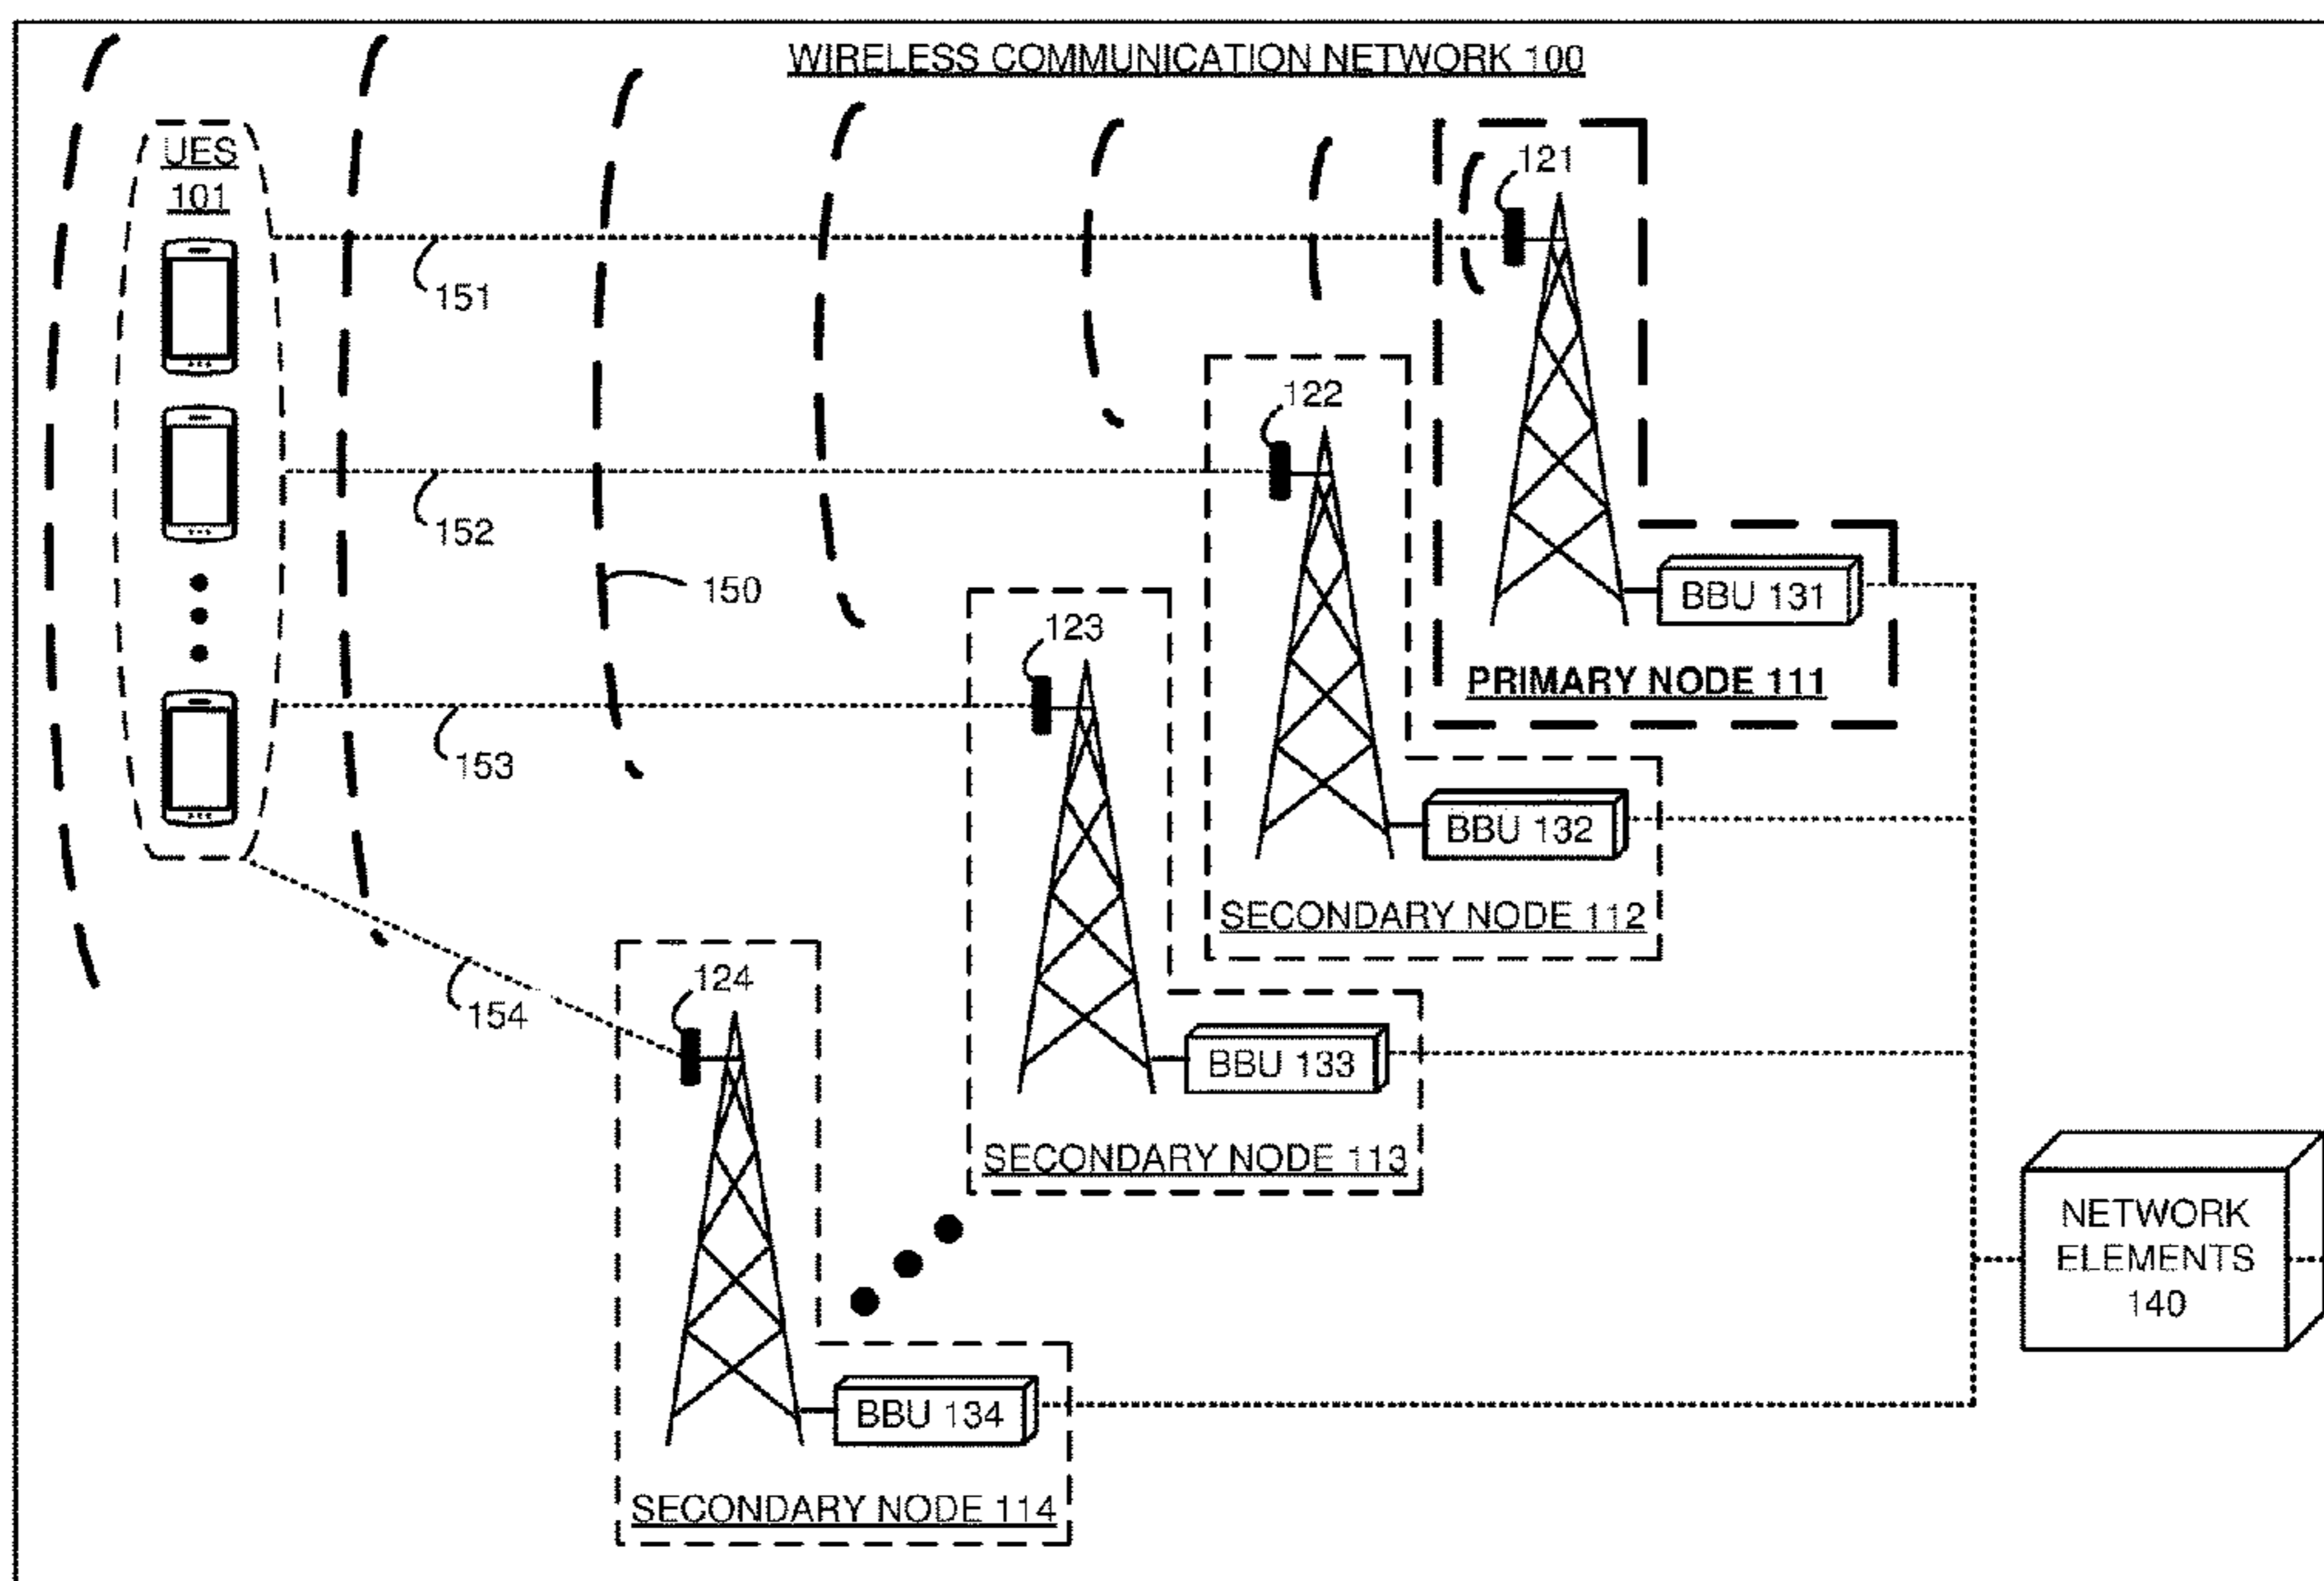 WIRELESS COMMUNICATION NETWORK 100
UES
101
121
151
122
152
150
BBU 131
123
PRIMARY NODE 111
153
BBU 132
SECONDARY NODE 112
124
154
BBU 133
SECONDARY NODE 113
NETWORK
ELEMENTS
140
BBU 134
SECONDARY NODE 114